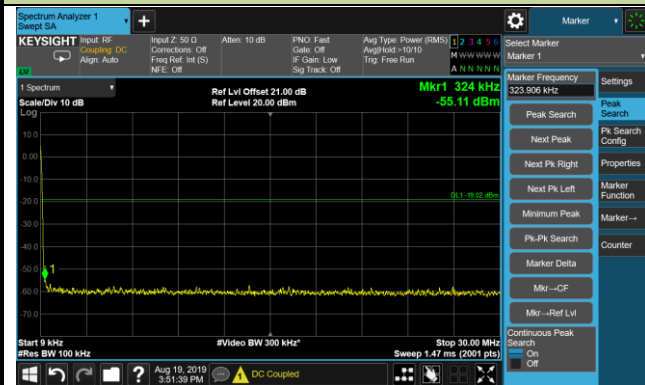 Spectrum Analyzer 1
Swept SA
+
Marker
KEYSIGHT
Input: RF
Coupling: DC
Align: Auto
Input Z: 50 Ω
Corrections: Off
Freq Ref: Int (S)
NFE: Off
Atten: 10 dB
PNO: Fast
Gate: Off
IF Gain: Low
Sig Track: Off
Avg Type: Power (RMS)
Avg|Hold:>10/10
Trig: Free Run
1 2 3 4 5 6
M W W W W W
A N N N N N
Select Marker
Marker 1
1 Spectrum
Scale/Div 10 dB
Log
Ref Lvl Offset 21.00 dB
Ref Level 20.00 dBm
Mkr1 324 kHz
-55.11 dBm
10.0
0.00
-10.0
-20.0
-30.0
-40.0
-50.0
-60.0
-70.0
DL1 -19.02 dBm
1
Start 9 kHz
#Res BW 100 kHz
#Video BW 300 kHz*
Stop 30.00 MHz
Sweep 1.47 ms (2001 pts)
Marker Frequency
323.906 kHz
Peak Search
Next Peak
Next Pk Right
Next Pk Left
Minimum Peak
Pk-Pk Search
Marker Delta
Mkr→CF
Mkr→Ref Lvl
Continuous Peak
Search
On
Off
Settings
Peak
Search
Pk Search
Config
Properties
Marker
Function
Marker→
Counter
?
Aug 19, 2019
3:51:39 PM
DC Coupled